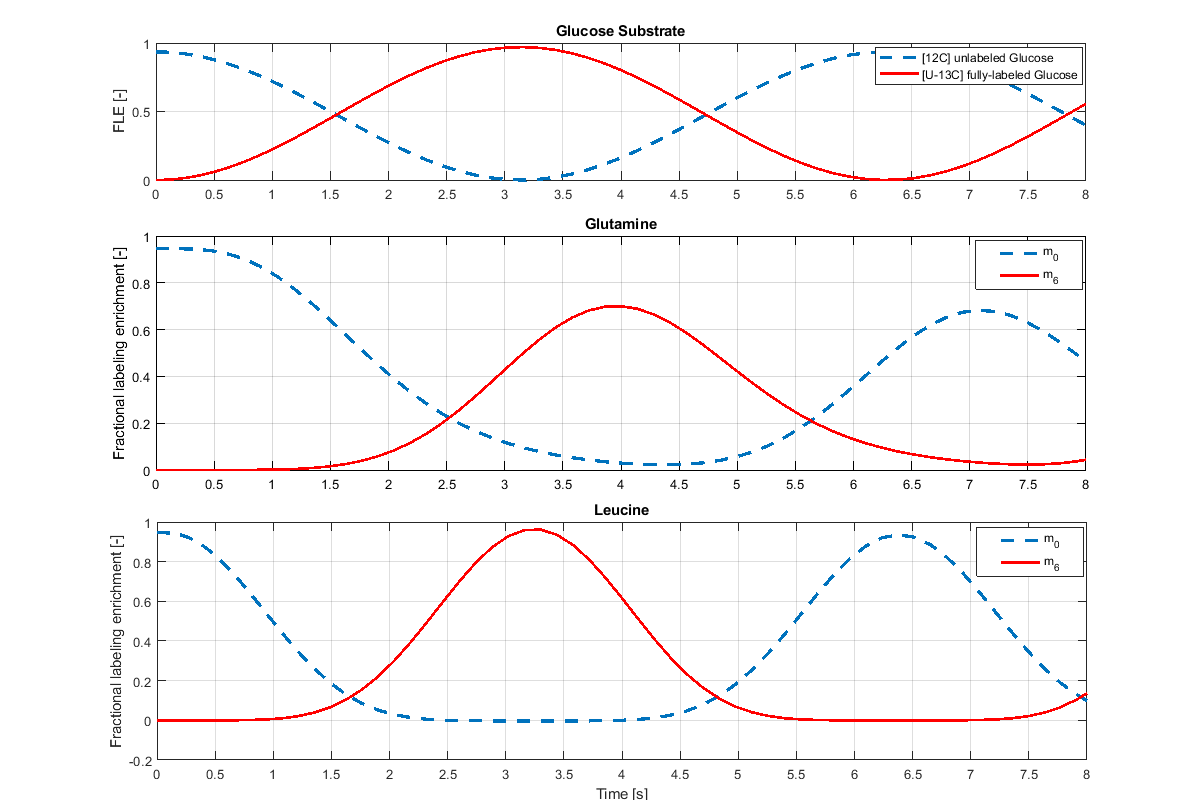 Glucose Substrate
1
0.5
0
FLE [-]
[12C] unlabeled Glucose
[U-13C] fully-labeled Glucose
0 0.5 1 1.5 2 2.5 3 3.5 4 4.5 5 5.5 6 6.5 7 7.5 8
Glutamine
1
0.8
0.6
0.4
0.2
0
Fractional labeling enrichment [-]
m0
m6
0 0.5 1 1.5 2 2.5 3 3.5 4 4.5 5 5.5 6 6.5 7 7.5 8
Leucine
1
0.8
0.6
0.4
0.2
0
-0.2
Fractional labeling enrichment [-]
m0
m6
0 0.5 1 1.5 2 2.5 3 3.5 4 4.5 5 5.5 6 6.5 7 7.5 8
Time [s]